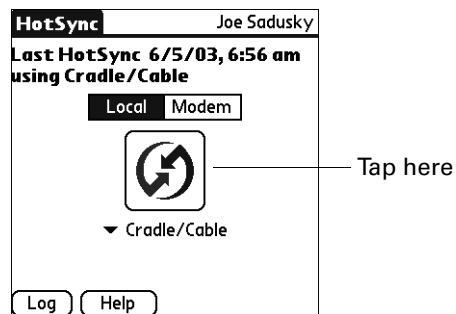 HotSync Joe Sadusky
Last HotSync 6/5/03, 6:56 am
using Cradle/Cable
Local Modem
Tap here
Cradle/Cable
Log Help